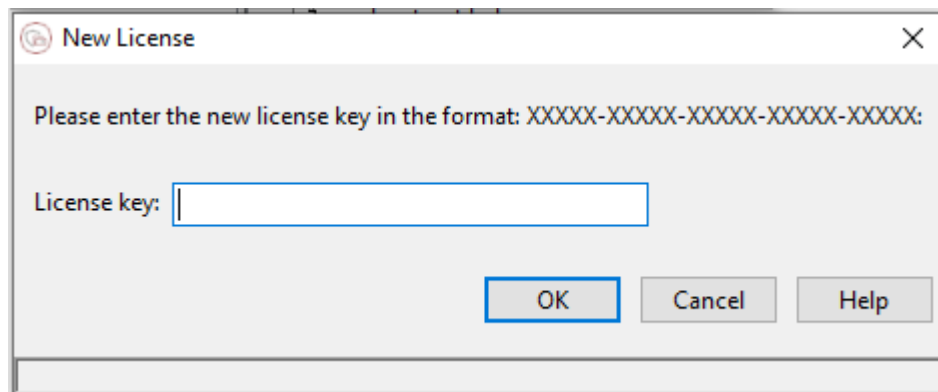 New License
Please enter the new license key in the format: XXXXX-XXXXX-XXXXX-XXXXX-XXXXX:
License key:
OK Cancel Help